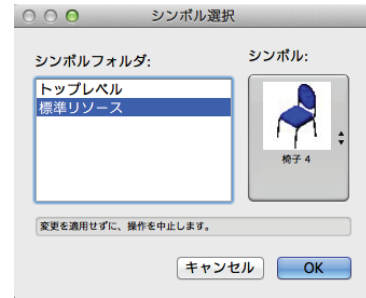 シンボル選択
シンボルフォルダ:
シンボル:
トップレベル
標準リソース
椅子 4
変更を適用せずに、操作を中止します。
キャンセル
OK